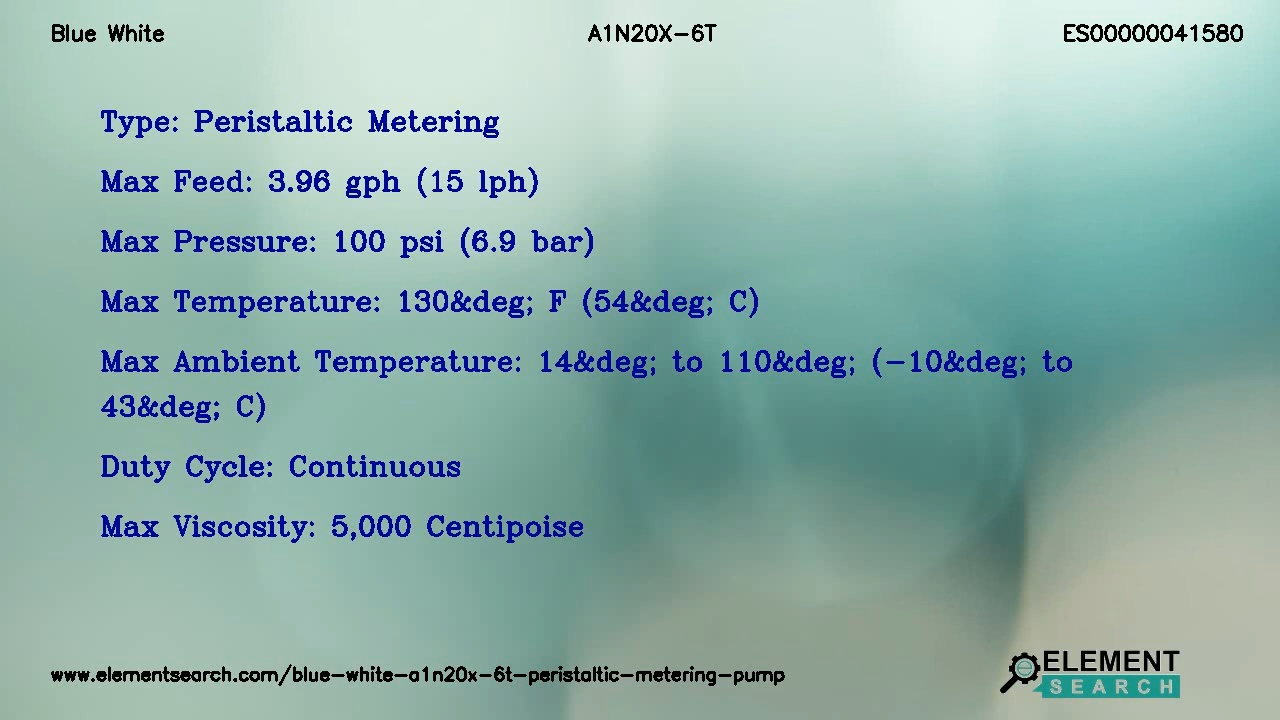 Blue White A1N20X-6T ES00000041580
Type: Peristaltic Metering
Max Feed: 3.96 gph (15 lph)
Max Pressure: 100 psi (6.9 bar)
Max Temperature: 130&deg; F (54&deg; C)
Max Ambient Temperature: 14&deg; to 110&deg; (-10&deg; to
43&deg; C)
Duty Cycle: Continuous
Max Viscosity: 5,000 Centipoise
www.elementsearch.com/blue-white-a1n20x-6t-peristaltic-metering-pump
ELEMENT
SEARCH